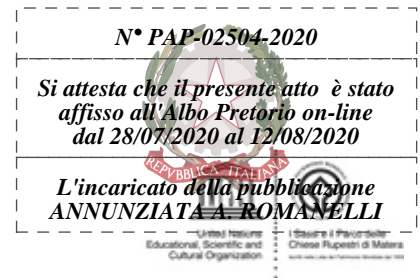 N° PAP-02504-2020
Si attesta che il presente atto è stato
affisso all'Albo Pretorio on-line
dal 28/07/2020 al 12/08/2020
L'incaricato della pubblicazione
ANNUNZIATA A. ROMANELLI
REPVBBLICA ITALIANA
United Nations
Educational, Scientific and
Cultural Organization
I Sassi e il Parco delle
Chiese Rupestri di Matera